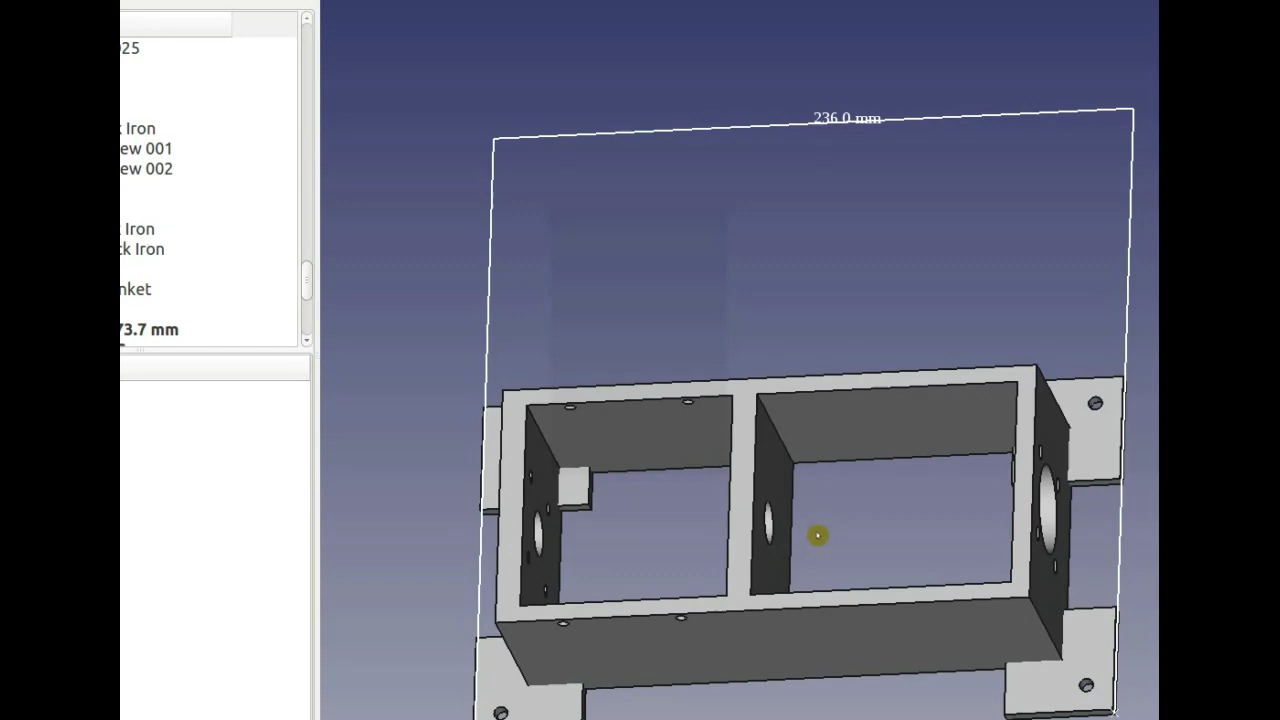 25
Iron
ew 001
ew 002
Iron
ck Iron
nket
73.7 mm
236.0 mm